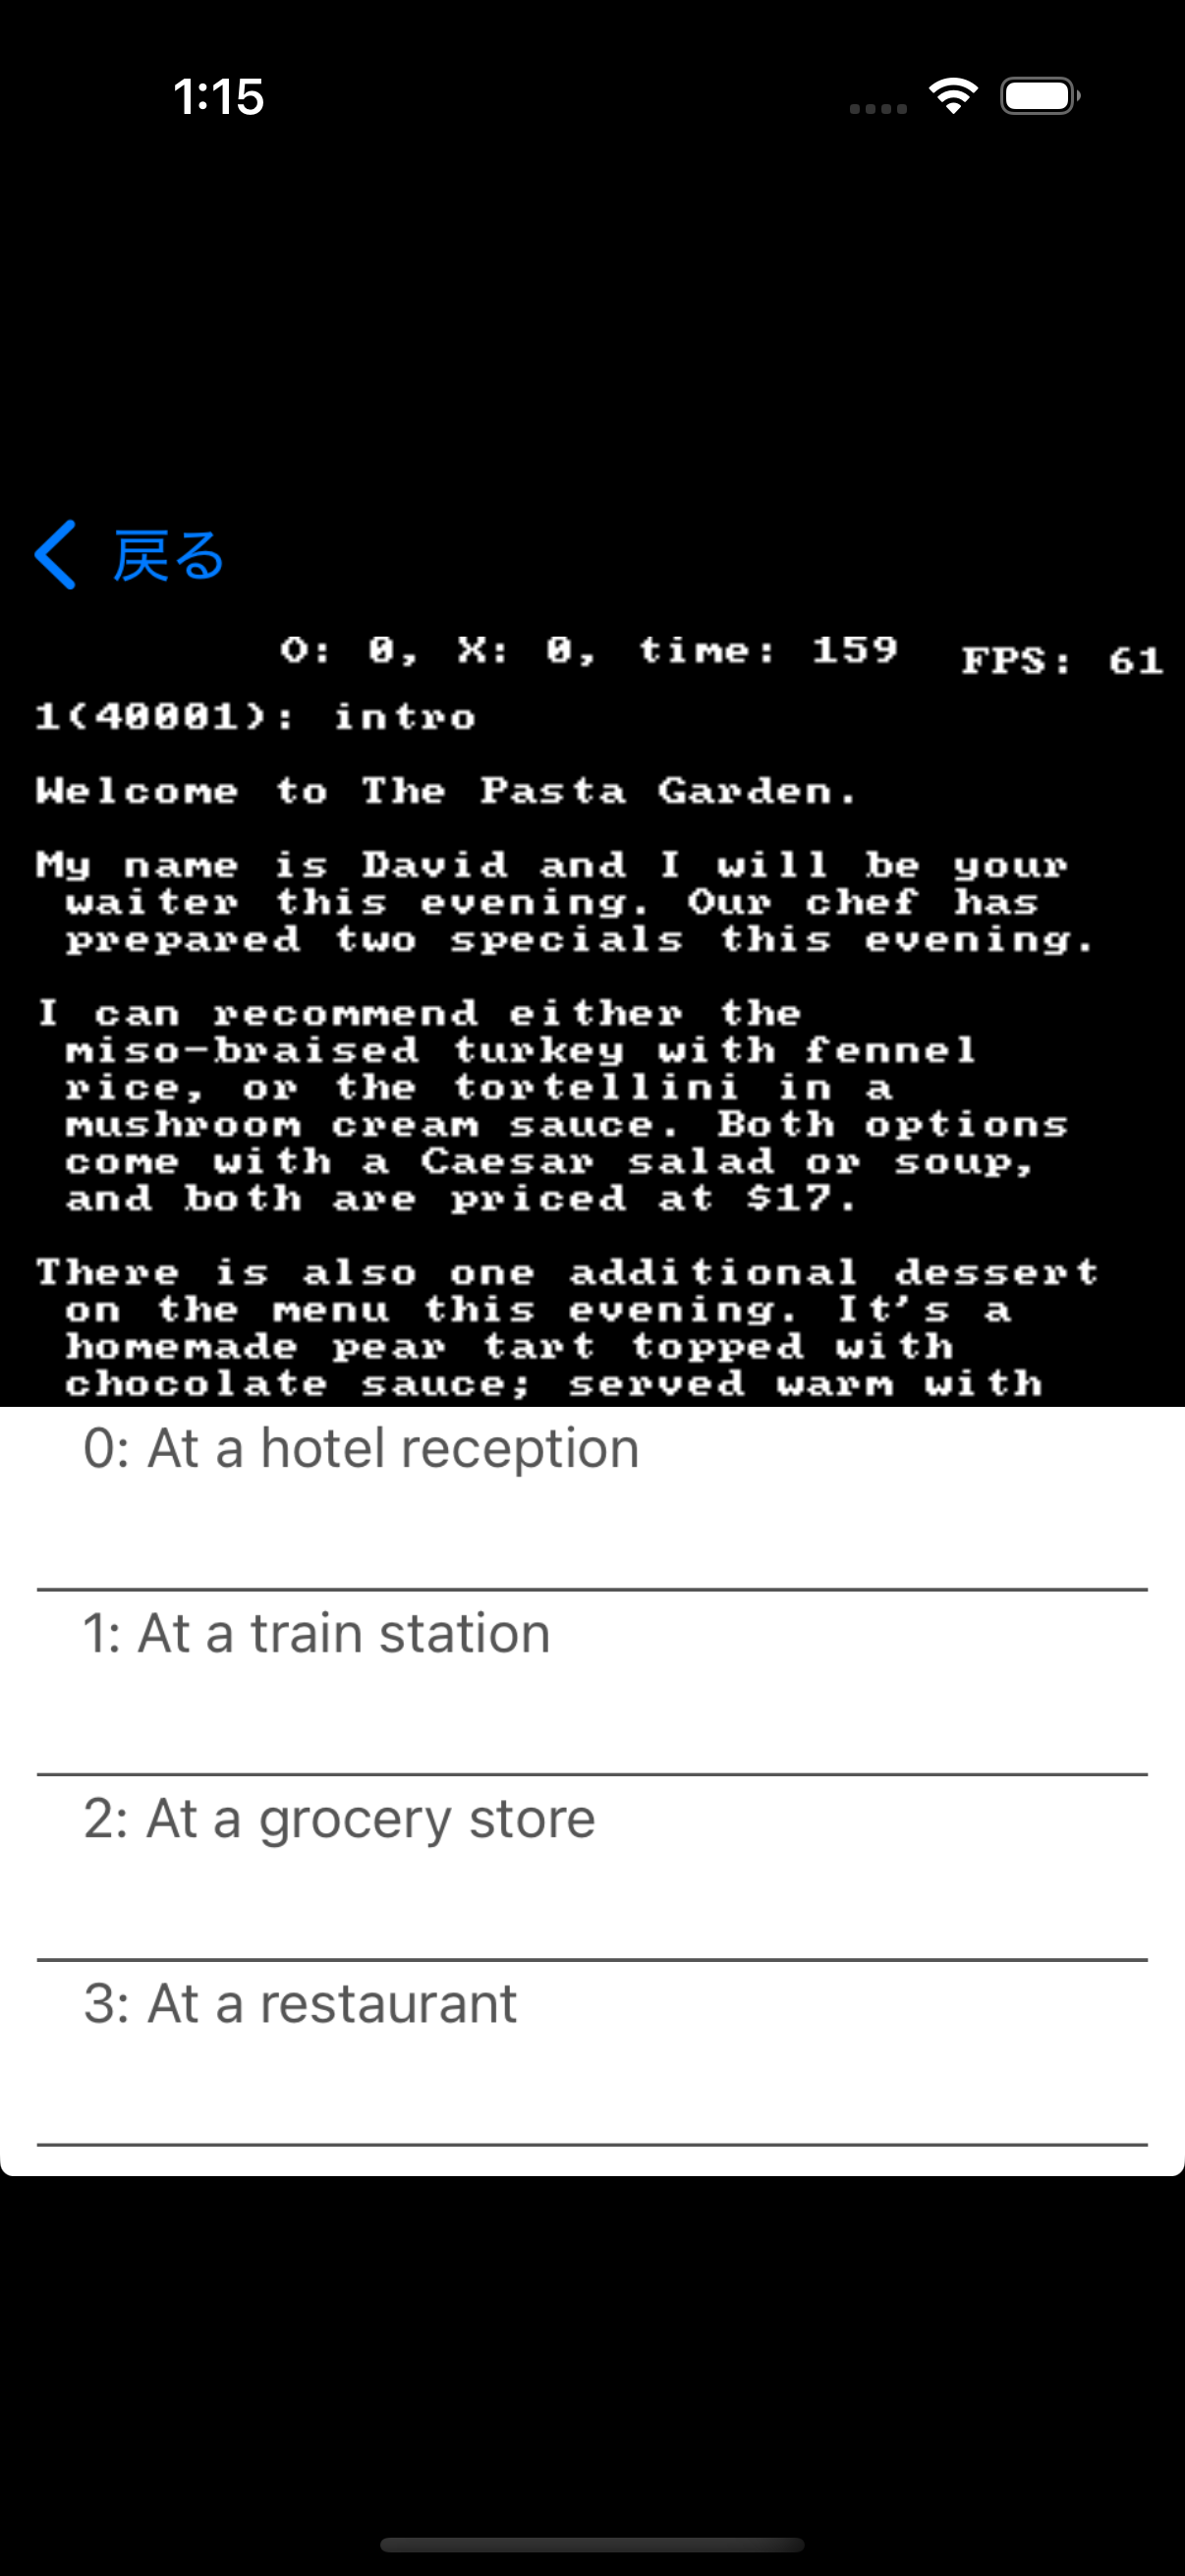 1:15
戻る
O: 0, X: 0, time: 159 FPS: 61
1(40001): intro
Welcome to The Pasta Garden.
My name is David and I will be your
waiter this evening. Our chef has
prepared two specials this evening.
I can recommend either the
miso-braised turkey with fennel
rice, or the tortellini in a
mushroom cream sauce. Both options
come with a Caesar salad or soup,
and both are priced at $17.
There is also one additional dessert
on the menu this evening. It's a
homemade pear tart topped with
chocolate sauce; served warm with
0: At a hotel reception
1: At a train station
2: At a grocery store
3: At a restaurant